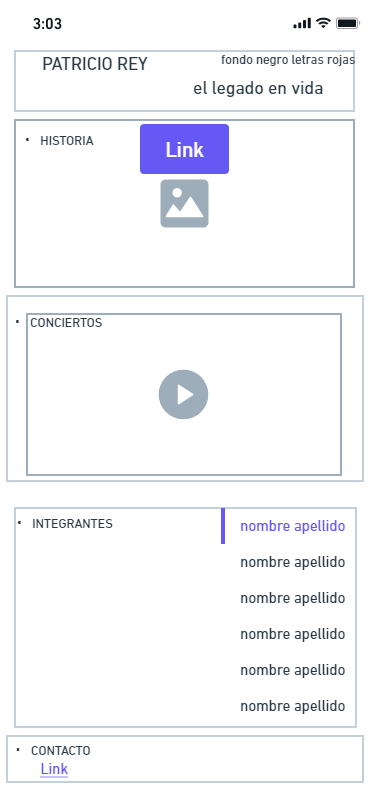 3:03
PATRICIO REY
fondo negro letras rojas
el legado en vida
• HISTORIA
Link
• CONCIERTOS
• INTEGRANTES
nombre apellido
nombre apellido
nombre apellido
nombre apellido
nombre apellido
nombre apellido
• CONTACTO
Link